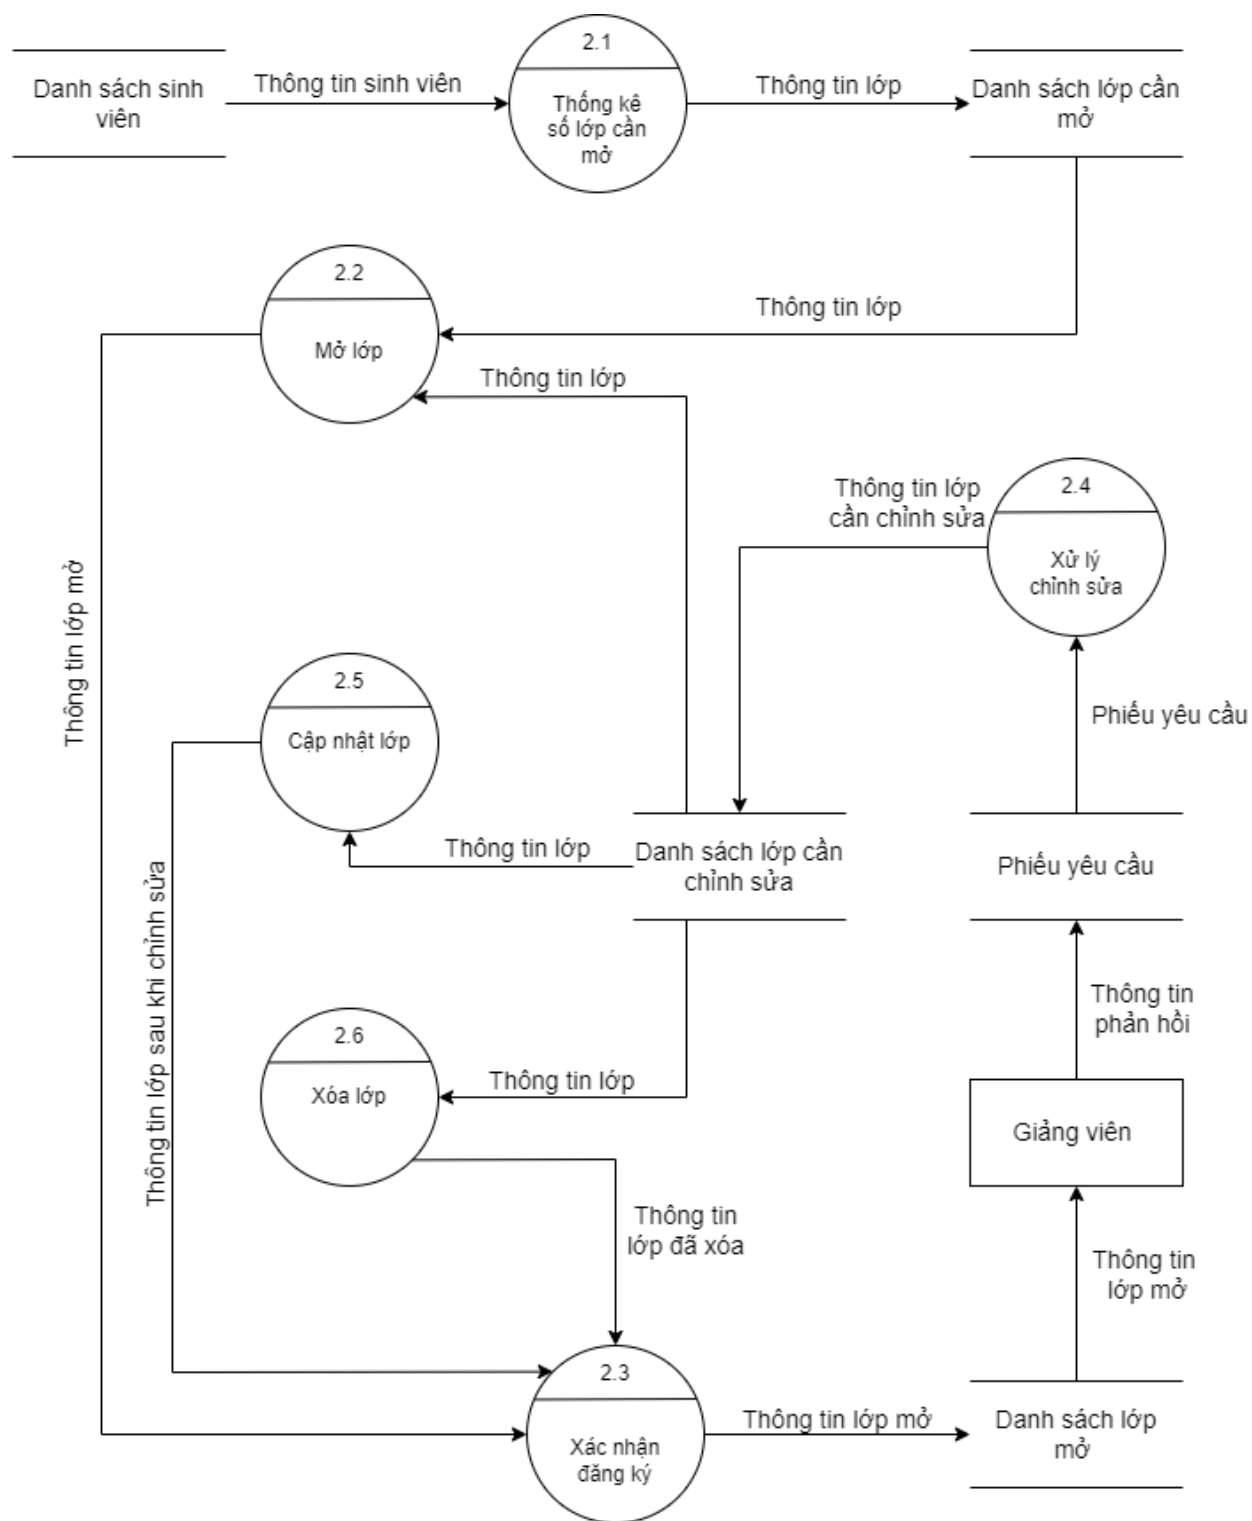 2.1
Danh sách sinh
viên
Thông tin sinh viên
Thống kê
số lớp cần
mở
Thông tin lớp
Danh sách lớp cần
mở
2.2
Mở lớp
Thông tin lớp
Thông tin lớp
Thông tin lớp
cần chỉnh sửa
2.4
Xử lý
chỉnh sửa
Thông tin lớp mở
2.5
Cập nhật lớp
Phiếu yêu cầu
Thông tin lớp
Danh sách lớp cần
chỉnh sửa
Phiếu yêu cầu
Thông tin lớp sau khi chỉnh sửa
Thông tin
phản hồi
2.6
Xóa lớp
Thông tin lớp
Giảng viên
Thông tin
lớp đã xóa
Thông tin
lớp mở
2.3
Xác nhận
đăng ký
Thông tin lớp mở
Danh sách lớp
mở